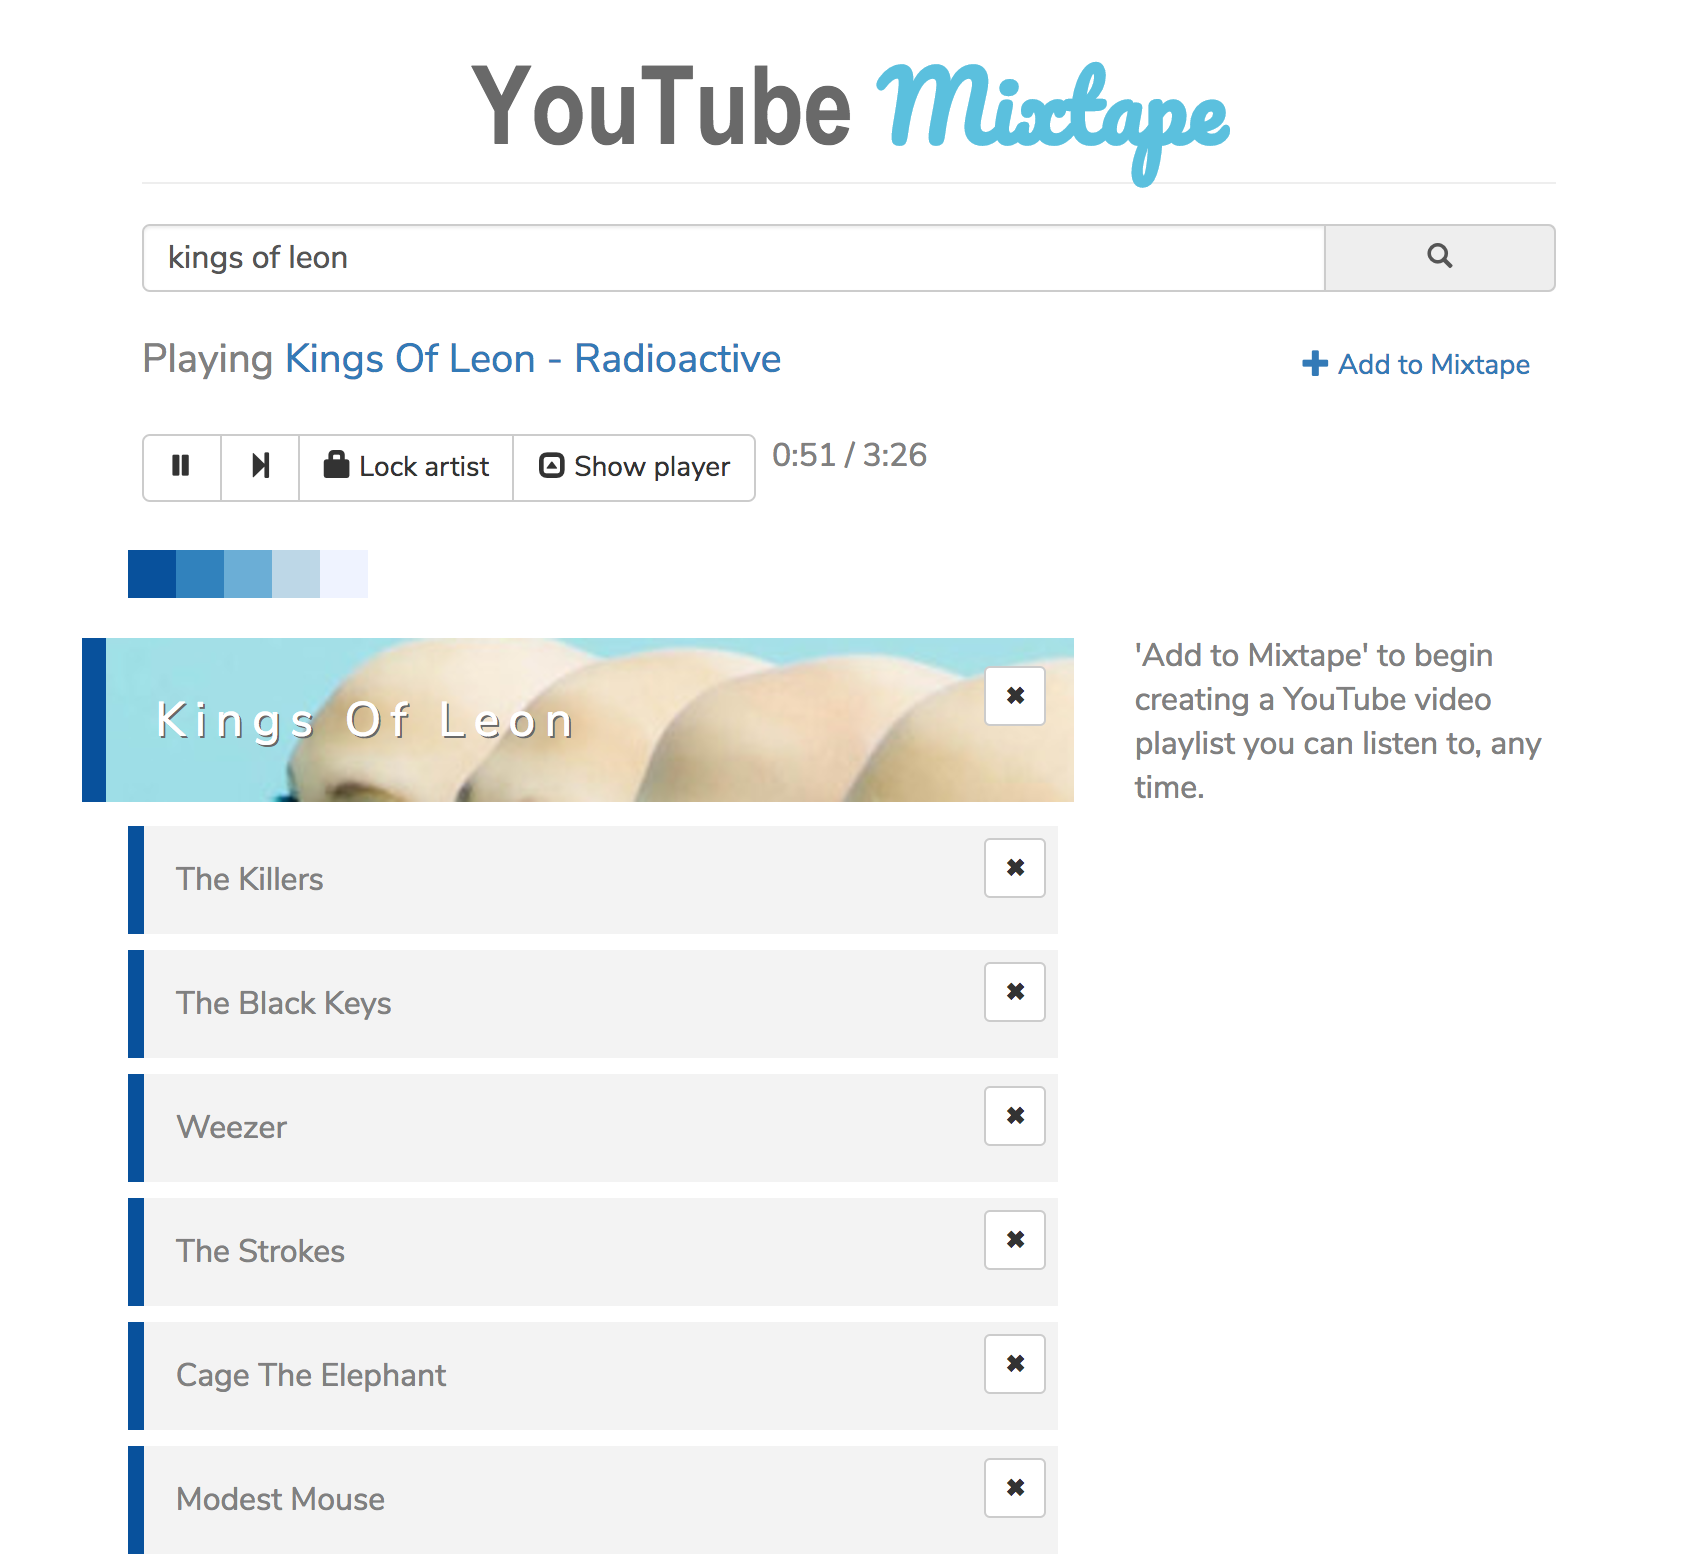 YouTube Mixtape
kings of leon
Playing Kings Of Leon - Radioactive
Add to Mixtape
Lock artist
Show player
0:51 / 3:26
Kings Of Leon
'Add to Mixtape' to begin
creating a YouTube video
playlist you can listen to, any
time.
The Killers
The Black Keys
Weezer
The Strokes
Cage The Elephant
Modest Mouse